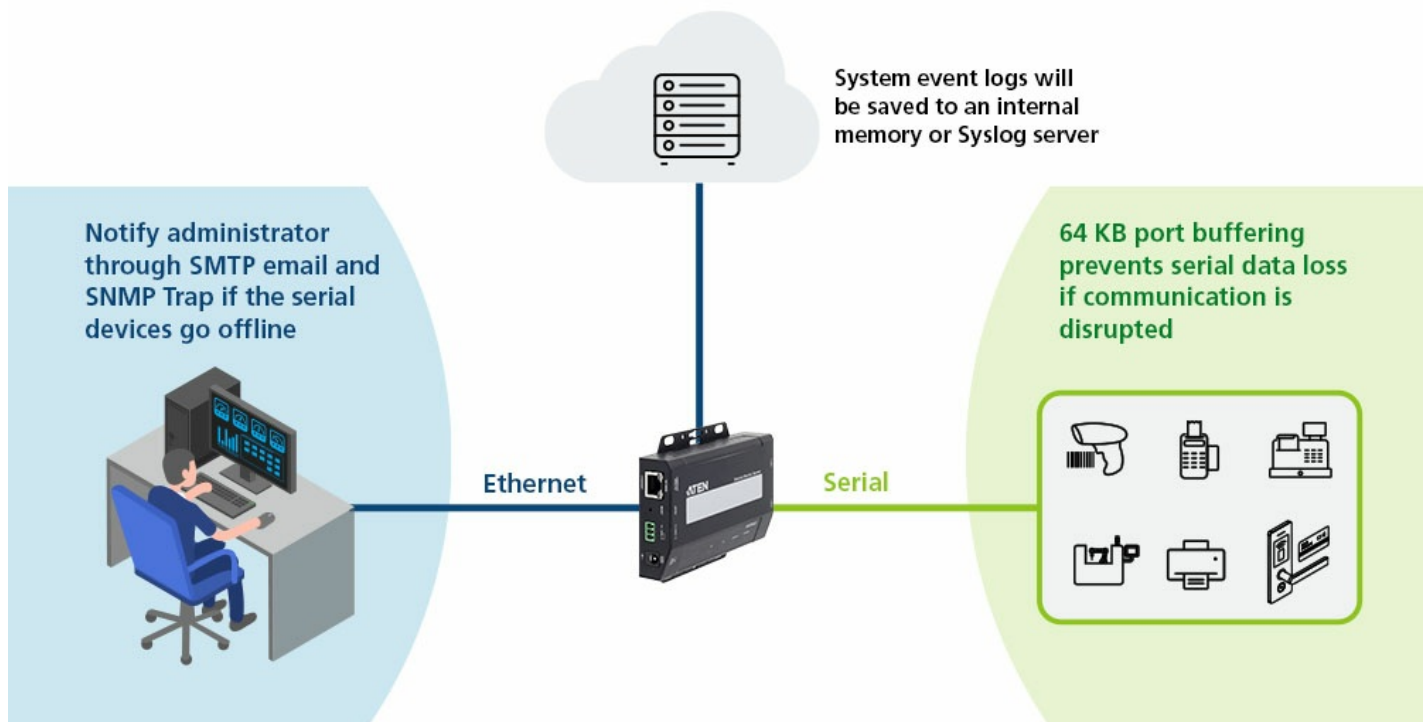 System event logs will
be saved to an internal
memory or Syslog server
Notify administrator
through SMTP email and
SNMP Trap if the serial
devices go offline
64 KB port buffering
prevents serial data loss
if communication is
disrupted
Ethernet
Serial
ATEN